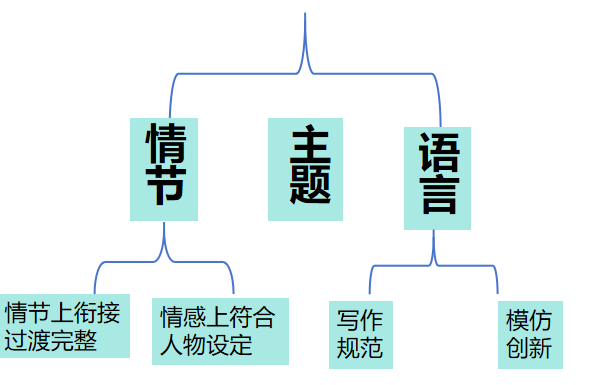 情节
主题
语言
情节上衔接
过渡完整
情感上符合
人物设定
写作
规范
模仿
创新